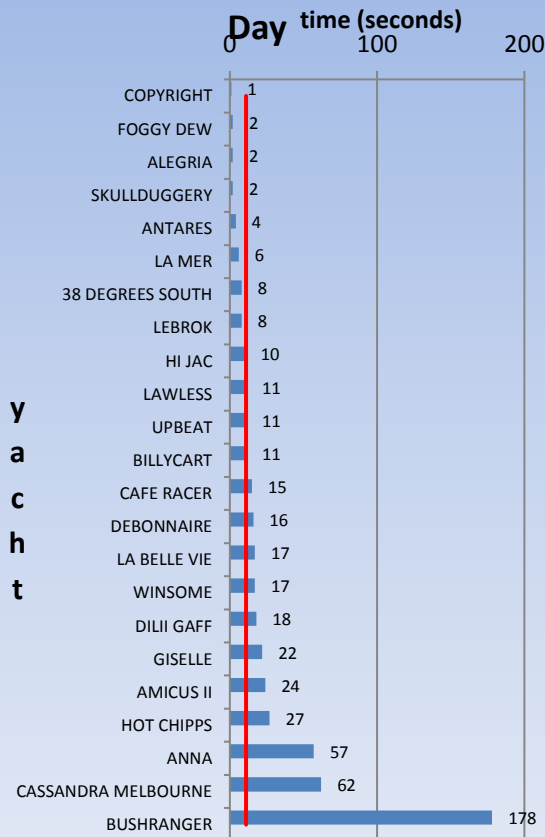 Day time (seconds)
0 100 200
COPYRIGHT 1
FOGGY DEW 2
ALEGRIA 2
SKULLDUGGERY 2
ANTARES 4
LA MER 6
38 DEGREES SOUTH 8
LEBROK 8
HI JAC 10
LAWLESS 11
UPBEAT 11
BILLYCART 11
CAFE RACER 15
DEBONNAIRE 16
LA BELLE VIE 17
WINSOME 17
DILII GAFF 18
GISELLE 22
AMICUS II 24
HOT CHIPPS 27
ANNA 57
CASSANDRA MELBOURNE 62
BUSHRANGER 178
yacht